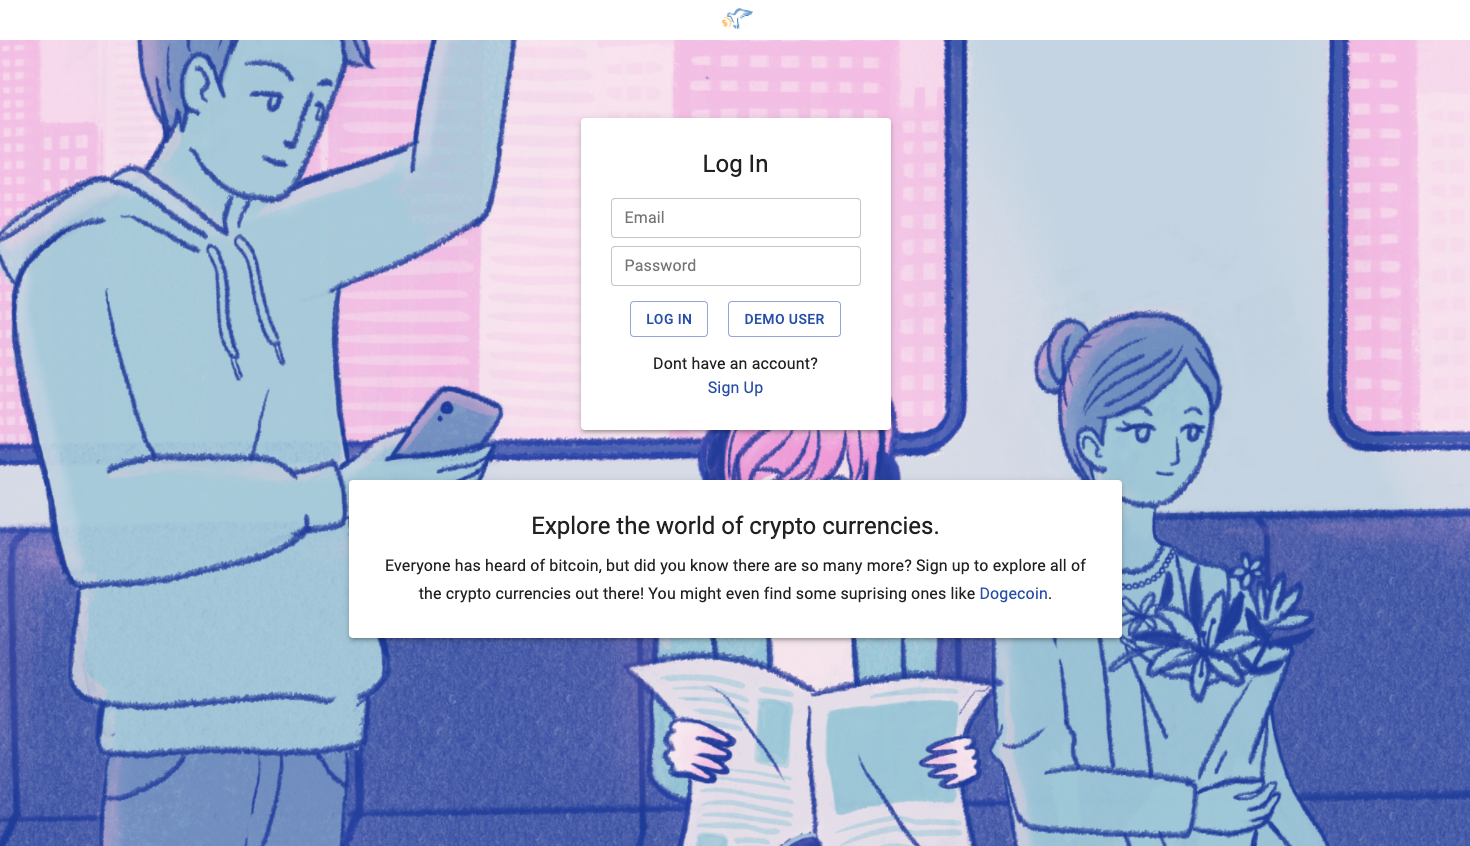 Log In
Email
Password
LOG IN
DEMO USER
Dont have an account?
Sign Up
Explore the world of crypto currencies.
Everyone has heard of bitcoin, but did you know there are so many more? Sign up to explore all of
the crypto currencies out there! You might even find some suprising ones like Dogecoin.